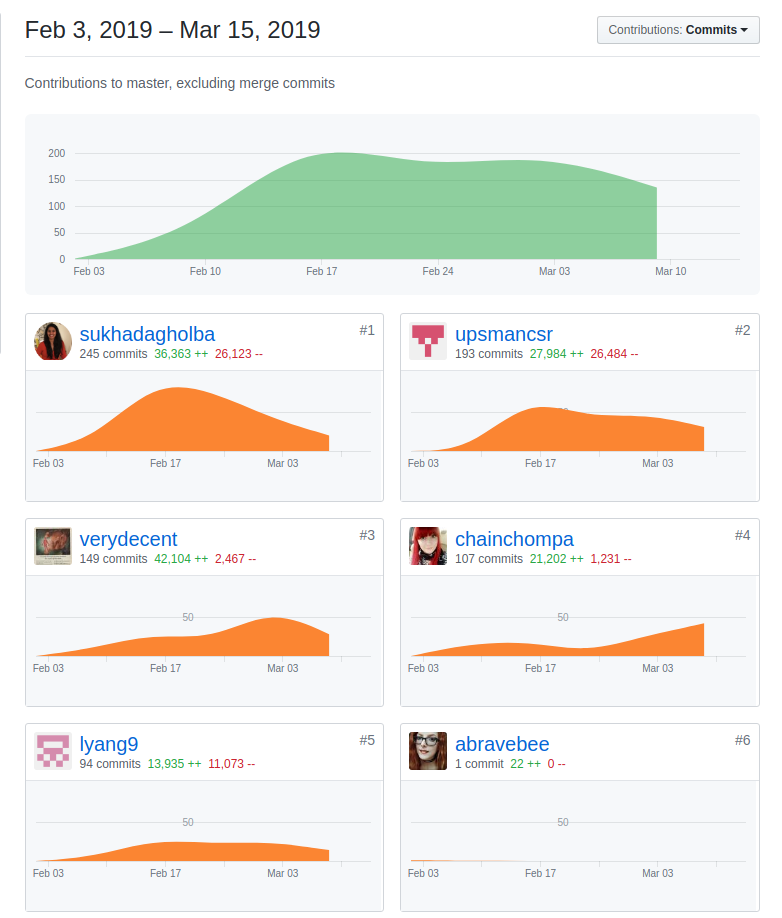 Feb 3, 2019 – Mar 15, 2019
Contributions: Commits
Contributions to master, excluding merge commits
200
150
100
50
0
Feb 03 Feb 10 Feb 17 Feb 24 Mar 03 Mar 10
sukhadagholba #1
245 commits 36,363 ++ 26,123 --
Feb 03 Feb 17 Mar 03
upsmancsr #2
193 commits 27,984 ++ 26,484 --
Feb 03 Feb 17 Mar 03
verydecent #3
149 commits 42,104 ++ 2,467 --
50
Feb 03 Feb 17 Mar 03
chainchompa #4
107 commits 21,202 ++ 1,231 --
50
Feb 03 Feb 17 Mar 03
lyang9 #5
94 commits 13,935 ++ 11,073 --
50
Feb 03 Feb 17 Mar 03
abravebee #6
1 commit 22 ++ 0 --
50
Feb 03 Feb 17 Mar 03